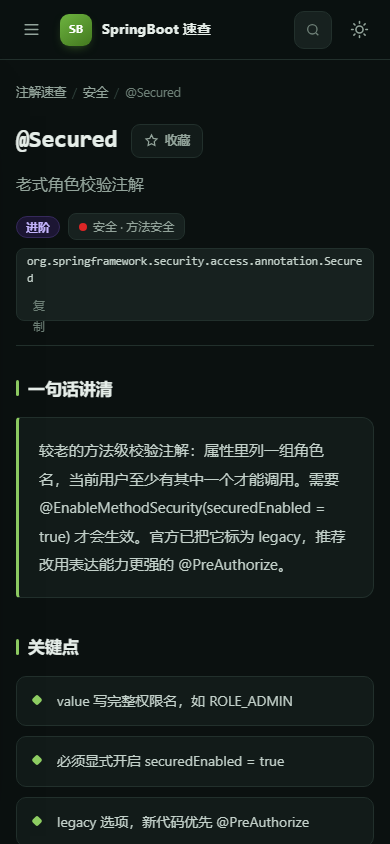 SB SpringBoot 速查
注解速查 / 安全 / @Secured
@Secured 收藏
老式角色校验注解
进阶 安全 · 方法安全
org.springframework.security.access.annotation.Secure
d
复
制
一句话讲清
较老的方法级校验注解：属性里列一组角色
名，当前用户至少有其中一个才能调用。需要
@EnableMethodSecurity(securedEnabled =
true) 才会生效。官方已把它标为 legacy，推荐
改用表达能力更强的 @PreAuthorize。
关键点
value 写完整权限名，如 ROLE_ADMIN
必须显式开启 securedEnabled = true
legacy 选项，新代码优先 @PreAuthorize